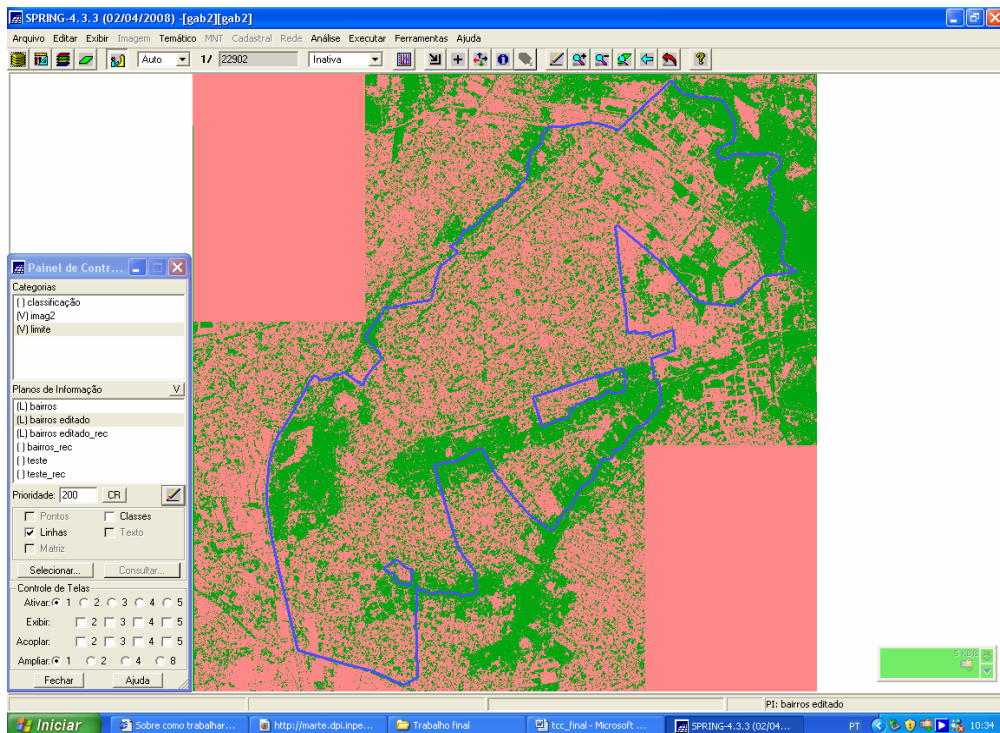 SPRING-4.3.3 (02/04/2008) -[gab2][gab2]
Arquivo Editar Exibir Imagem Temático MNT Cadastral Rede Análise Executar Ferramentas Ajuda
Auto 1/ 22902 Inativa
Painel de Contr...
Categorias
( ) classificação
(V) imag2
(V) limite
Planos de Informação V
(L) bairros
(L) bairros editado
(L) bairros editado_rec
( ) bairros_rec
( ) teste
( ) teste_rec
Prioridade: 200 CR
Pontos Classes
Linhas Texto
Matriz
Selecionar... Consultar...
Controle de Telas
Ativar: 1 2 3 4 5
Exibir: 2 3 4 5
Acoplar: 2 3 4 5
Ampliar: 1 2 4 8
Fechar Ajuda
5 KB/s
PI: bairros editado
Iniciar Sobre como trabalhar... http://marte.dpi.inpe... Trabalho final tcc_final - Microsoft ... SPRING-4.3.3 (02/04... PT 10:34